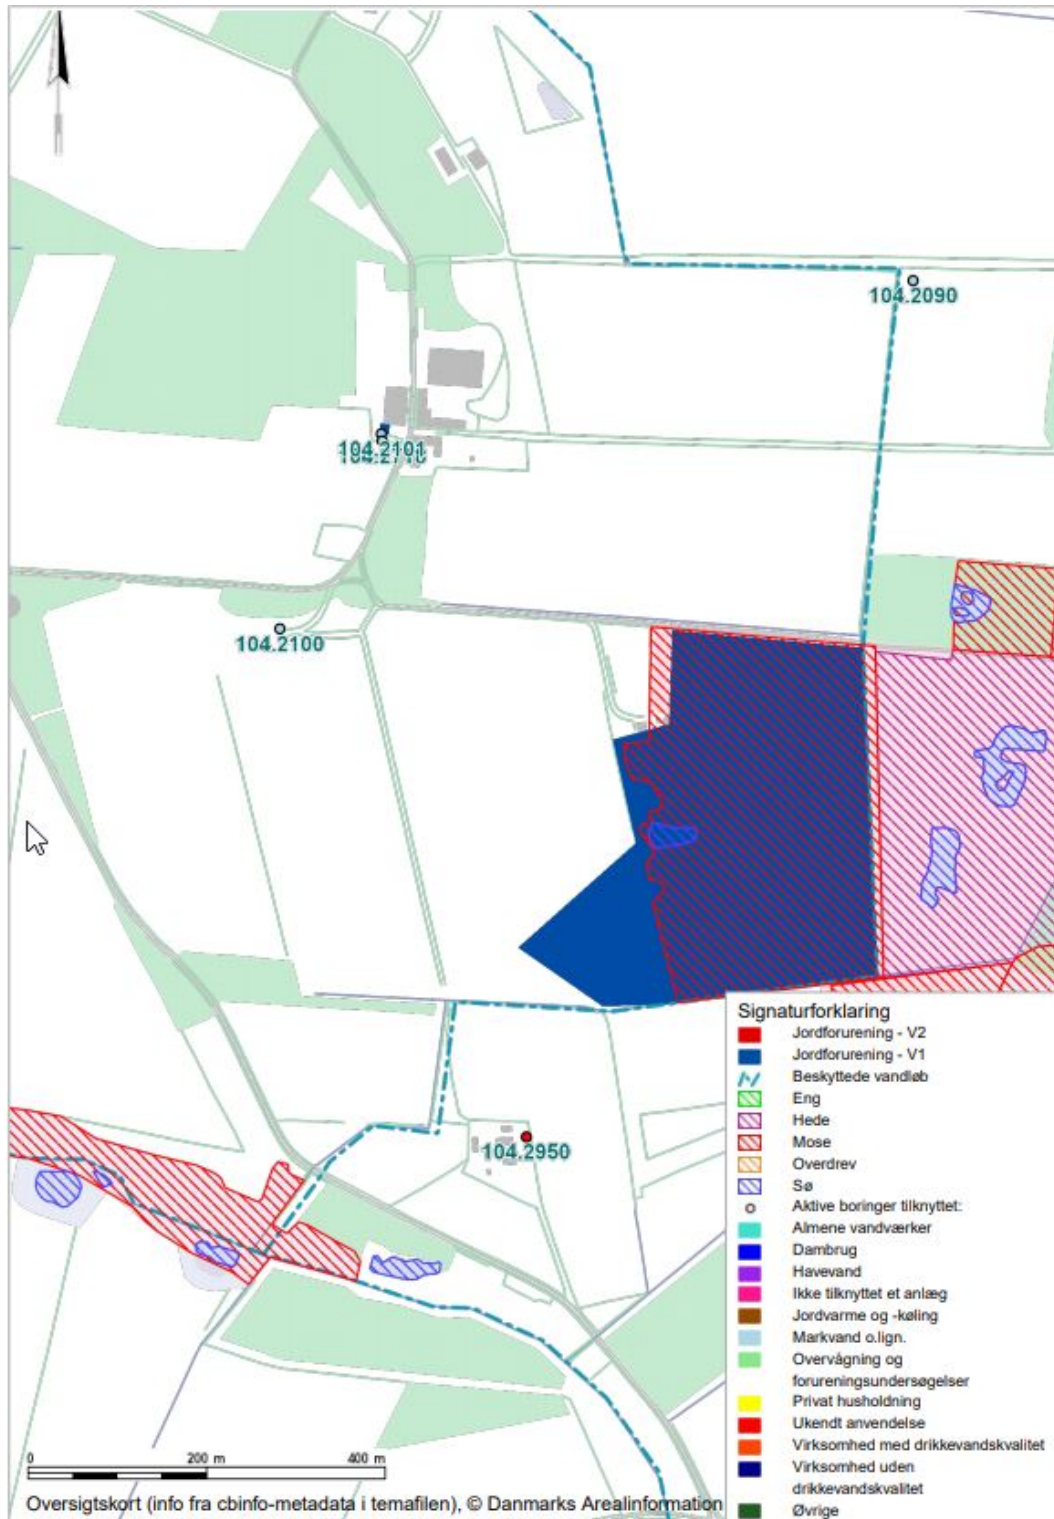 104.2090
104.2101
104.2100
104.2950
Signaturforklaring
Jordforurening - V2
Jordforurening - V1
Beskyttede vandløb
Eng
Hede
Mose
Overdrev
Sø
Aktive boringer tilknyttet:
Almene vandværker
Dambrug
Havevand
Ikke tilknyttet et anlæg
Jordvarme og -køling
Markvand o.lign.
Overvågning og
forureningsundersøgelser
Privat husholdning
Ukendt anvendelse
Virksomhed med drikkevandskvalitet
Virksomhed uden
drikkevandskvalitet
Øvrige
0 200 m 400 m
Oversigtskort (info fra cbinfo-metadata i temafilen), © Danmarks Arealinformation